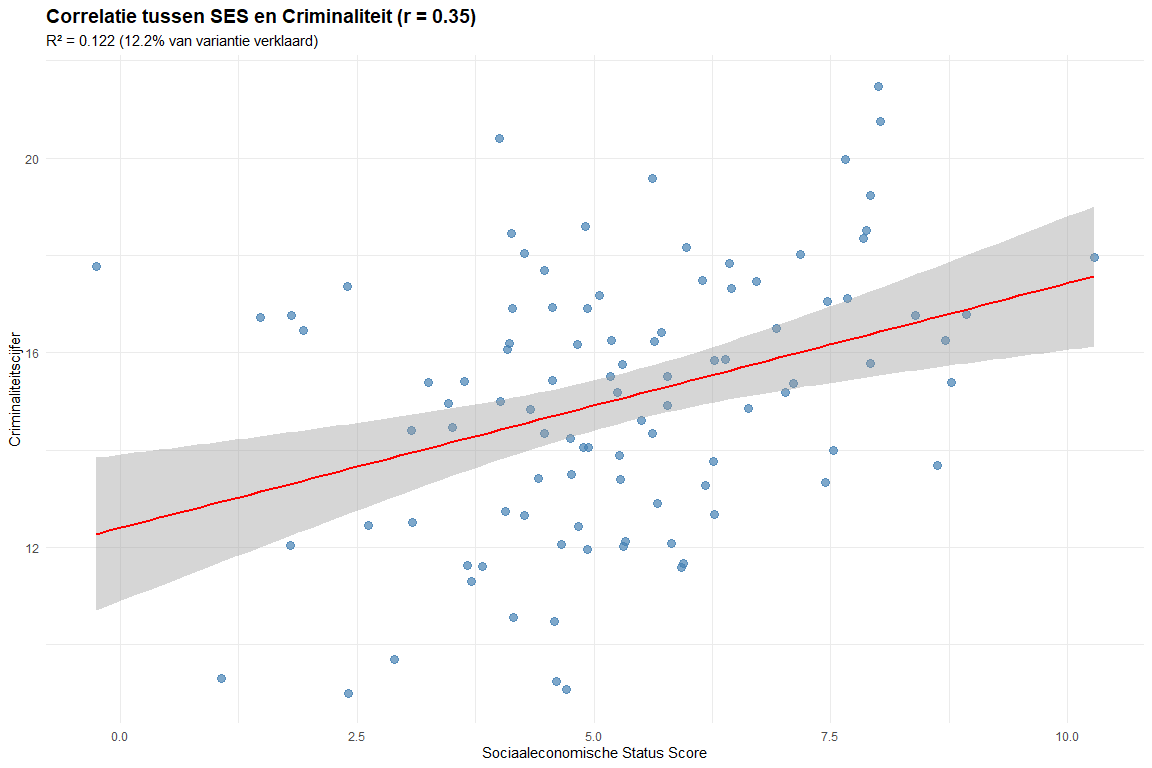 Correlatie tussen SES en Criminaliteit (r = 0.35)
R² = 0.122 (12.2% van variantie verklaard)
20
16
12
Criminaliteitscijfer
0.0
2.5
5.0
7.5
10.0
Sociaaleconomische Status Score